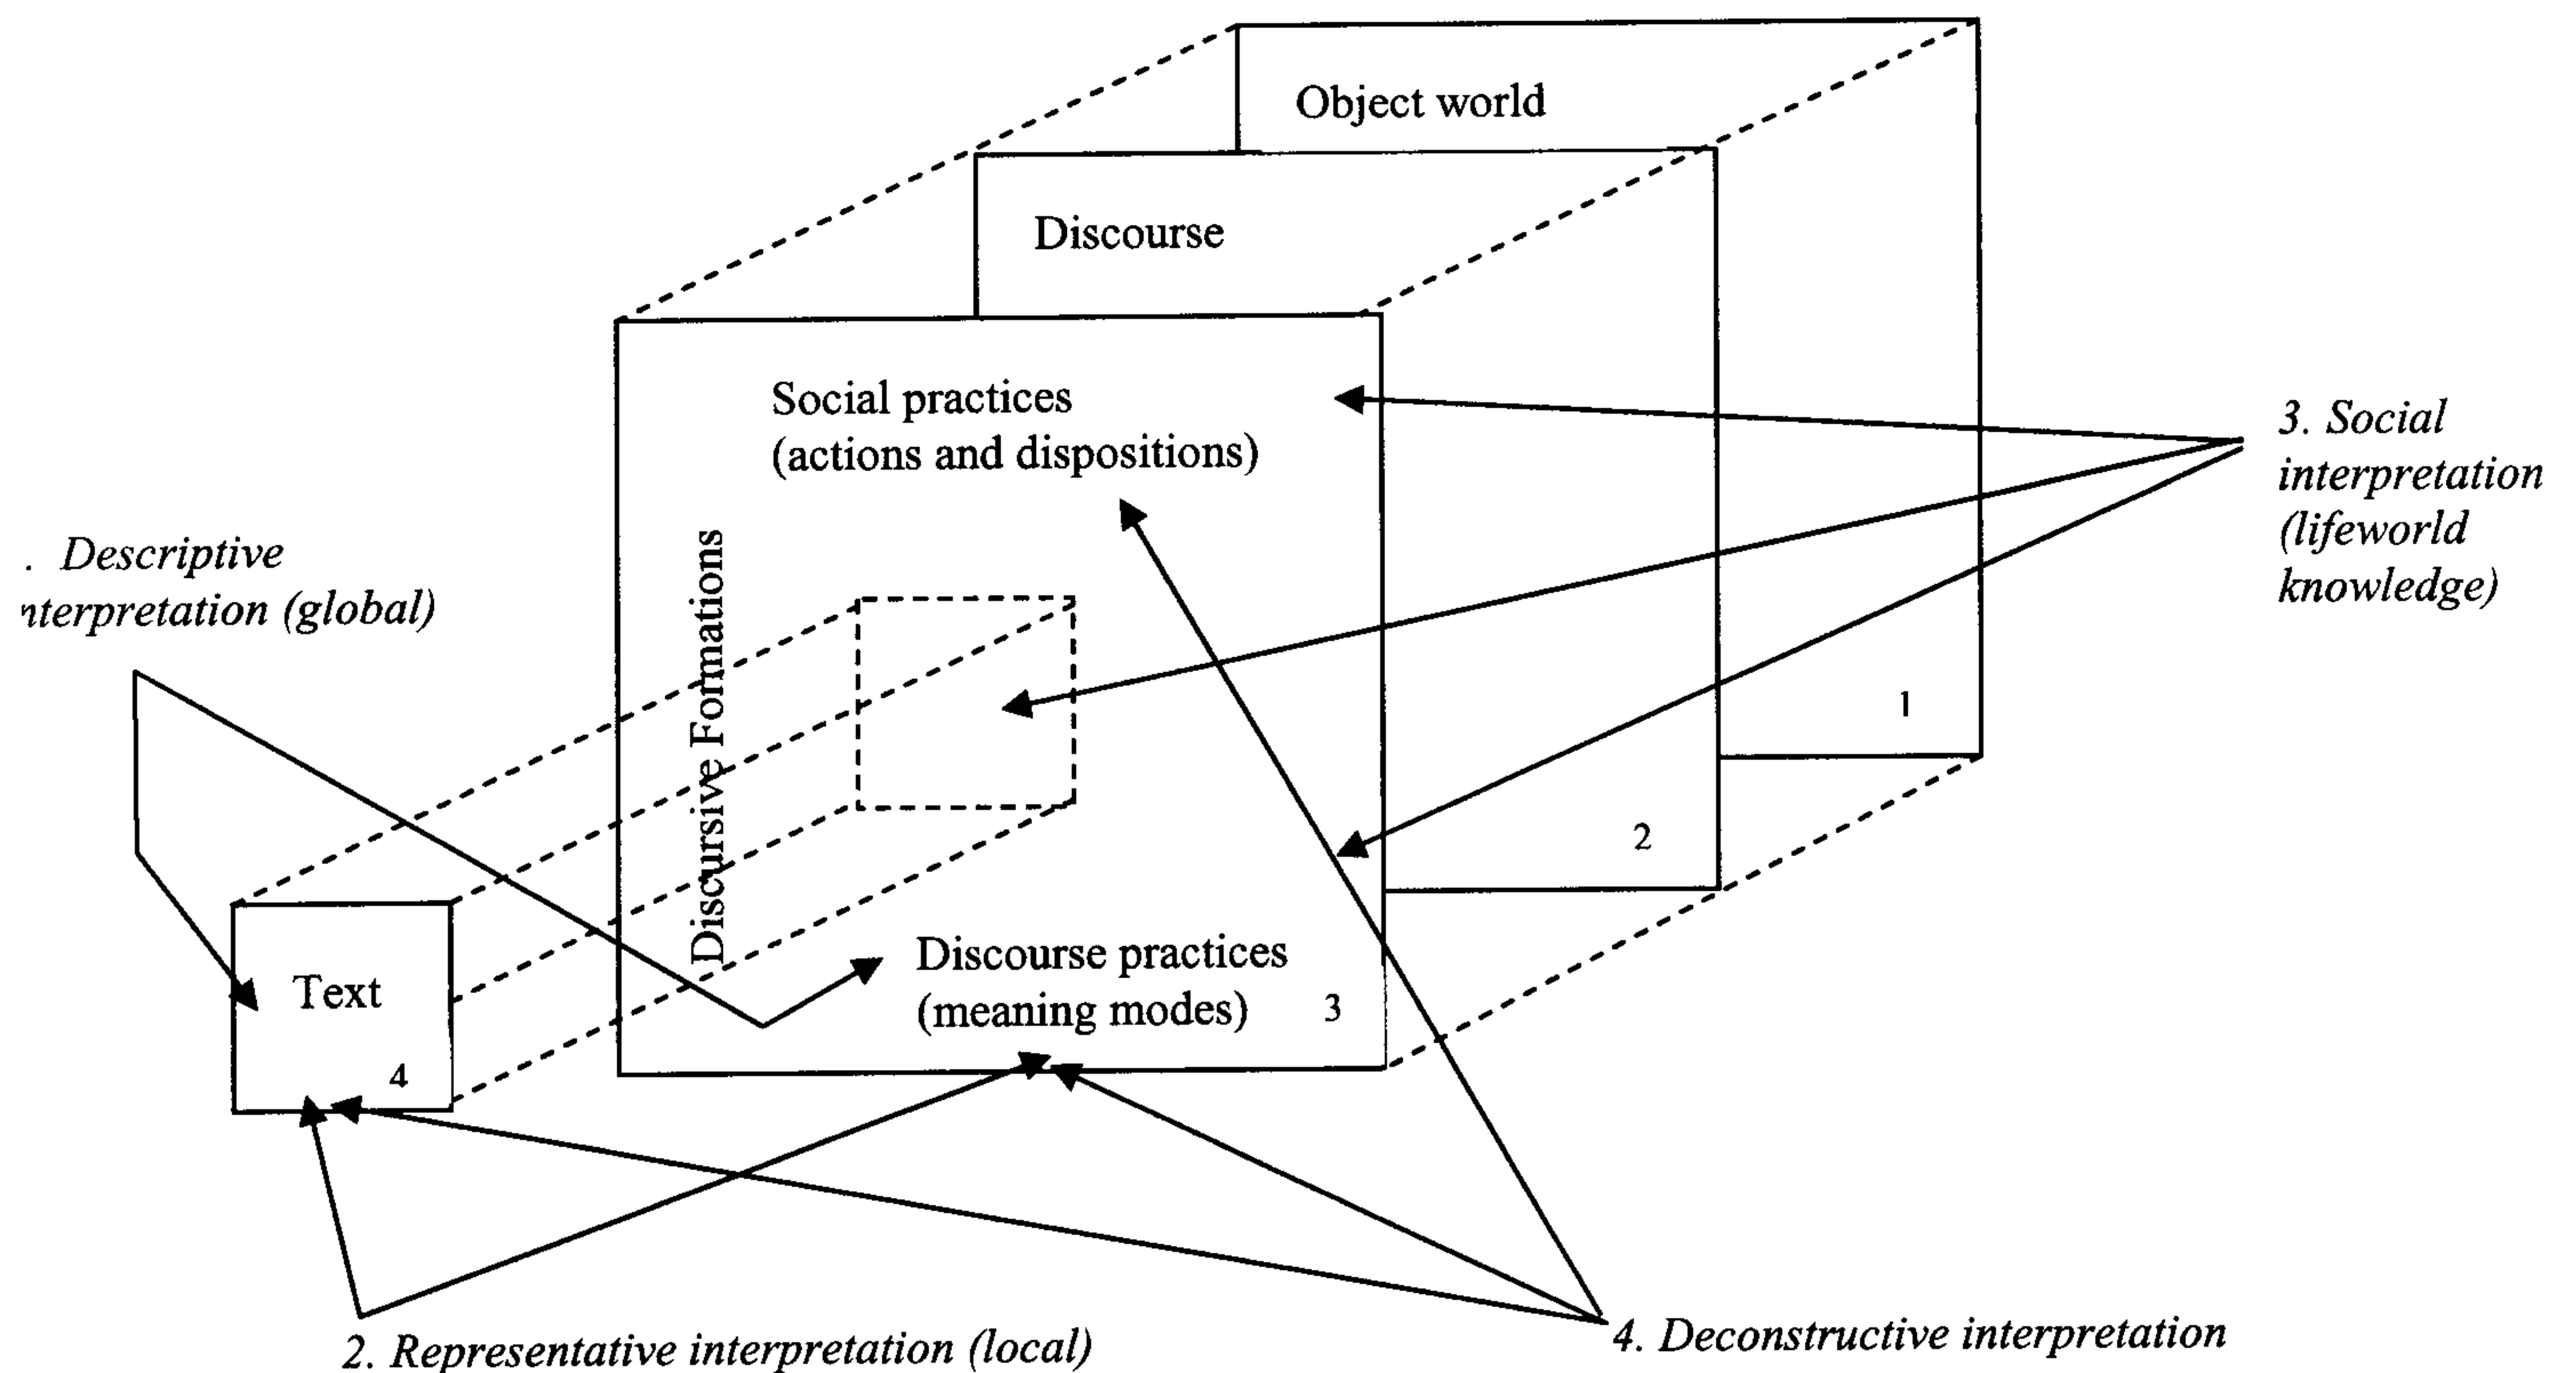 Object world
Discourse
Social practices
(actions and dispositions)
3. Social
interpretation
(lifeworld
knowledge)
. Descriptive
nterpretation (global)
Discursive Formations
1
2
Discourse practices
(meaning modes)
3
Text
4
2. Representative interpretation (local)
4. Deconstructive interpretation